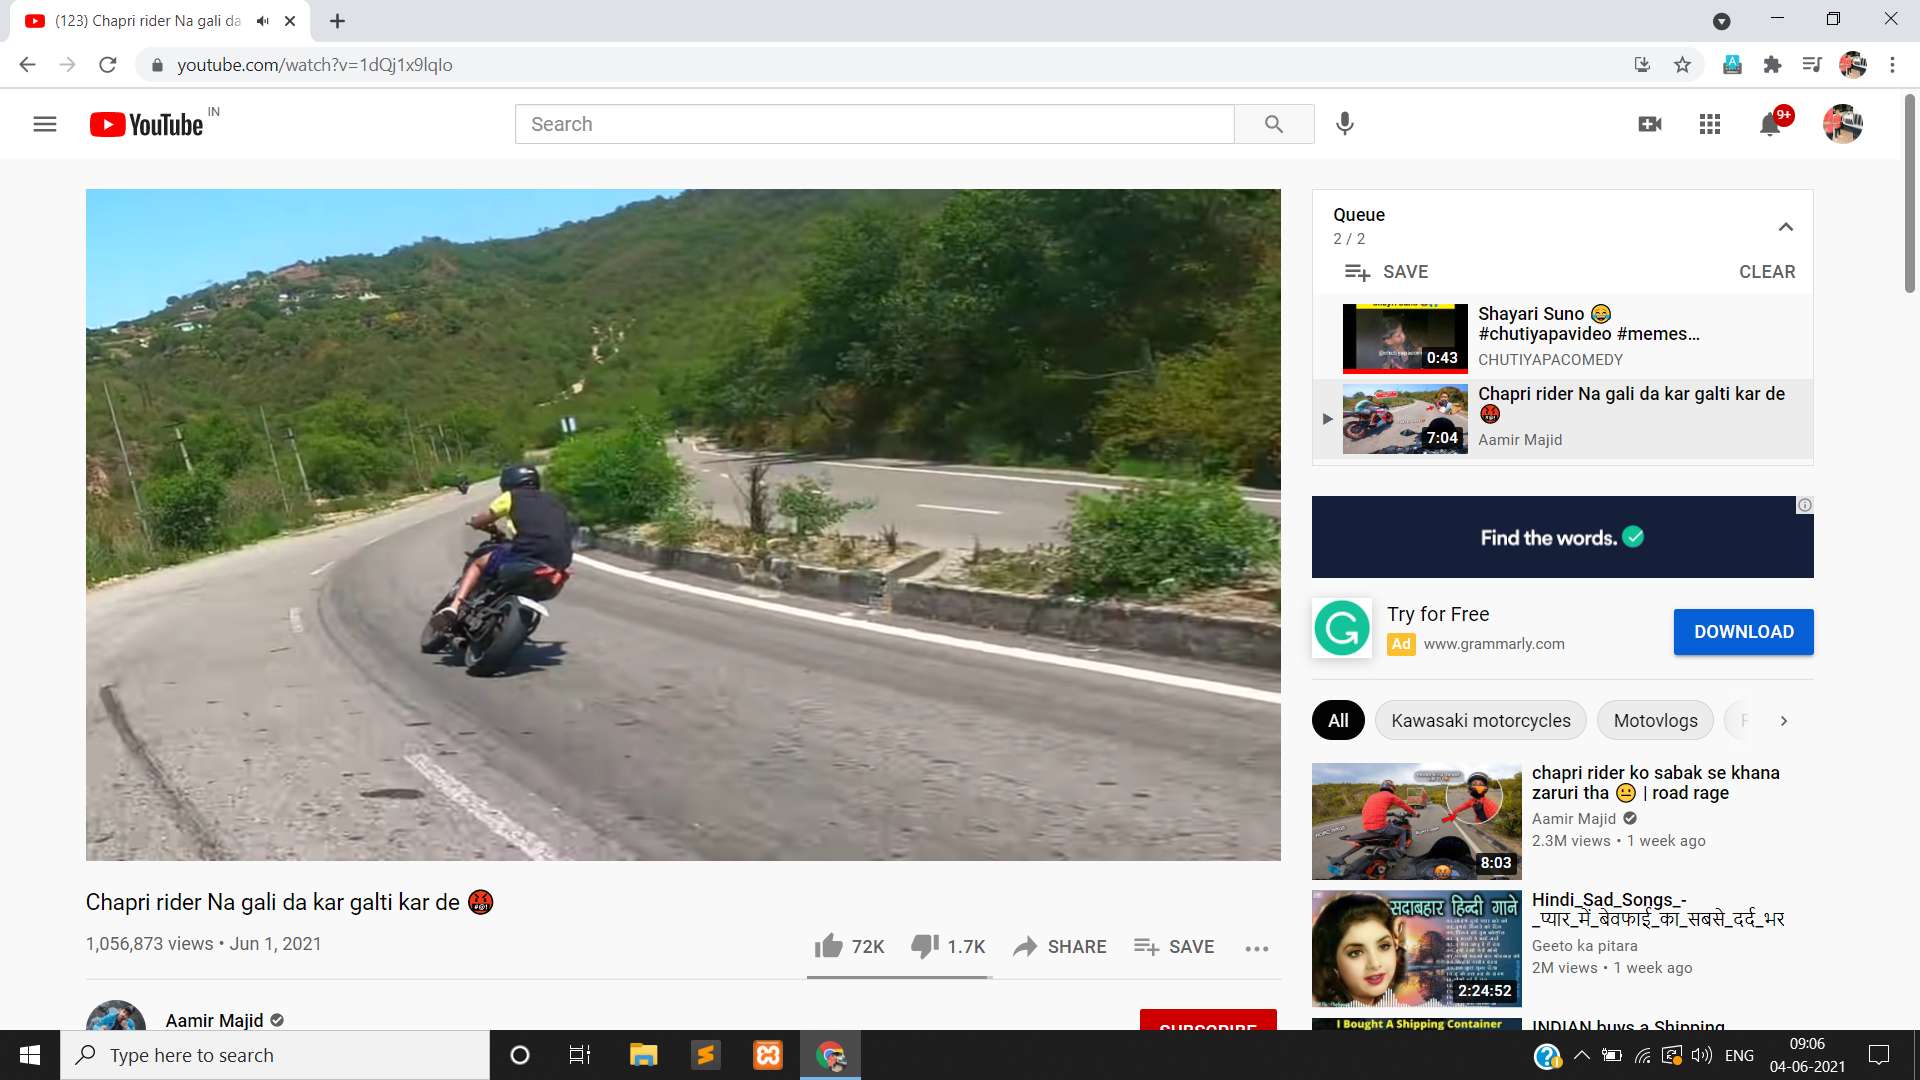 (123) Chapri rider Na gali da
youtube.com/watch?v=1dQj1x9lqIo
YouTube IN
Search
9+
Queue
2 / 2
SAVE
CLEAR
0:43
Shayari Suno 😂
#chutiyapavideo #memes...
CHUTIYAPACOMEDY
7:04
Chapri rider Na gali da kar galti kar de
🤬
Aamir Majid
Find the words.
Try for Free
Ad www.grammarly.com
DOWNLOAD
All
Kawasaki motorcycles
Motovlogs
8:03
chapri rider ko sabak se khana
zaruri tha 😐 | road rage
Aamir Majid
2.3M views • 1 week ago
सदाबहार हिन्दी गाने
2:24:52
Hindi_Sad_Songs_-
_प्यार_में_बेवफाई_का_सबसे_दर्द_भर
Geeto ka pitara
2M views • 1 week ago
I Bought A Shipping Container
INDIAN buys a Shipping
Chapri rider Na gali da kar galti kar de 🤬
1,056,873 views • Jun 1, 2021
72K
1.7K
SHARE
SAVE
Aamir Majid
SUBSCRIBE
Type here to search
ENG
09:06
04-06-2021